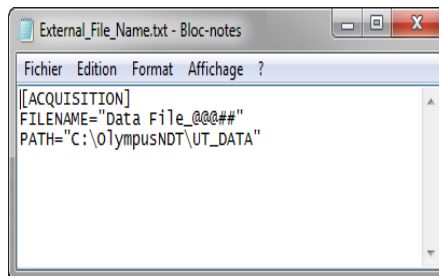 External_File_Name.txt - Bloc-notes
Fichier Edition Format Affichage ?
[ACQUISITION]
FILENAME="Data File_@@@##"
PATH="C:\OlympusNDT\UT_DATA"